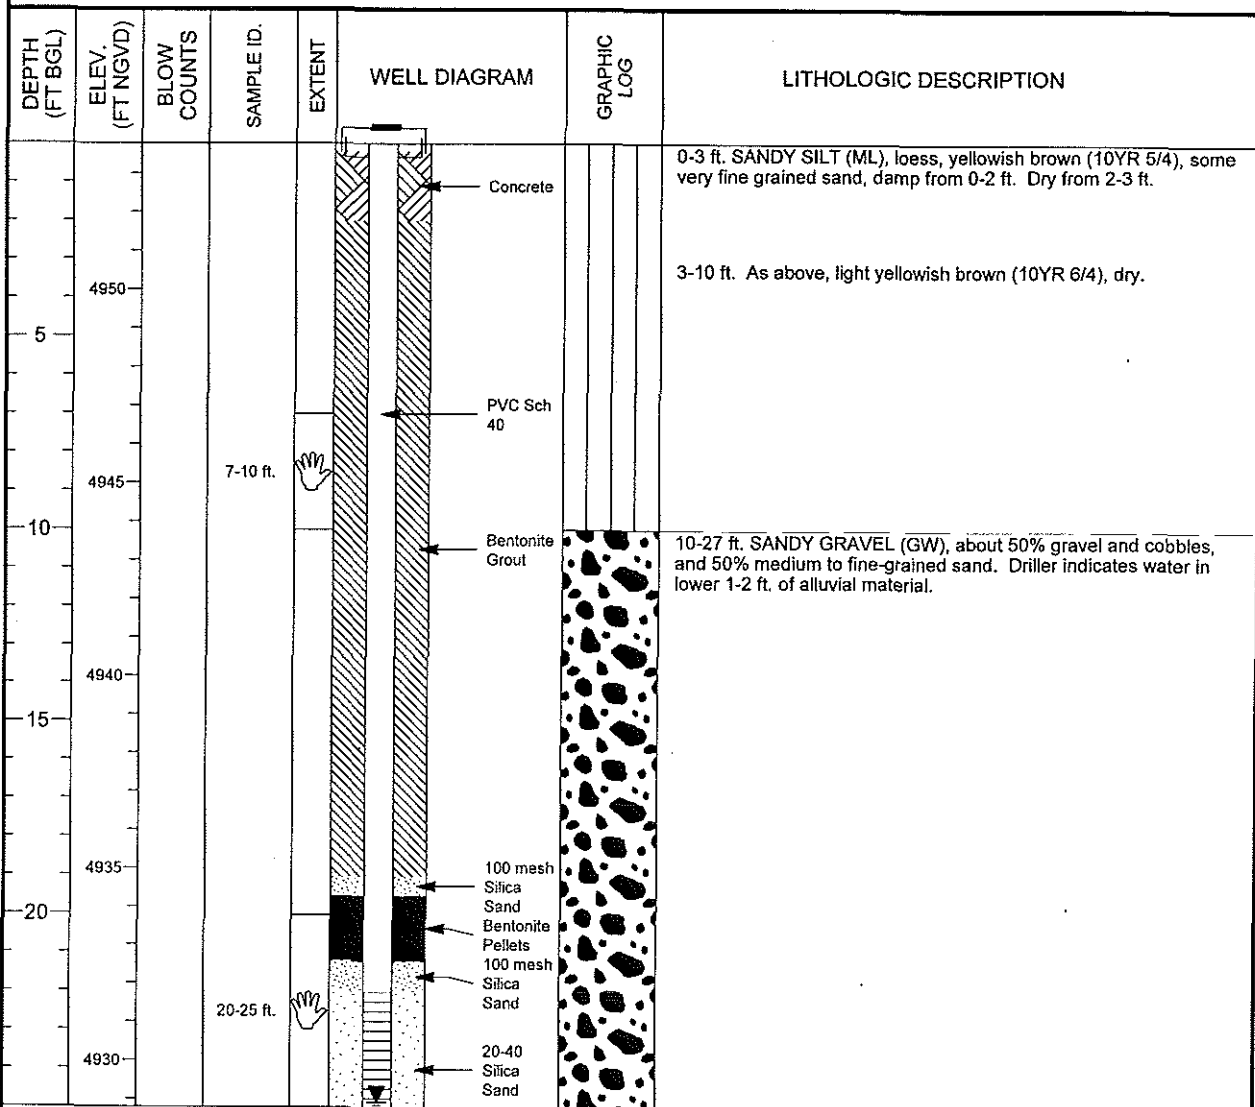 DEPTH
(FT BGL)
ELEV.
(FT NGVD)
BLOW
COUNTS
SAMPLE ID.
EXTENT
WELL DIAGRAM
GRAPHIC
LOG
LITHOLOGIC DESCRIPTION
0-3 ft. SANDY SILT (ML), loess, yellowish brown (10YR 5/4), some
very fine grained sand, damp from 0-2 ft. Dry from 2-3 ft.
Concrete
3-10 ft. As above, light yellowish brown (10YR 6/4), dry.
4950
5
PVC Sch
40
7-10 ft.
4945
10
Bentonite
Grout
10-27 ft. SANDY GRAVEL (GW), about 50% gravel and cobbles,
and 50% medium to fine-grained sand. Driller indicates water in
lower 1-2 ft. of alluvial material.
4940
15
4935
100 mesh
Silica
Sand
20
Bentonite
Pellets
100 mesh
Silica
Sand
20-25 ft.
4930
20-40
Silica
Sand